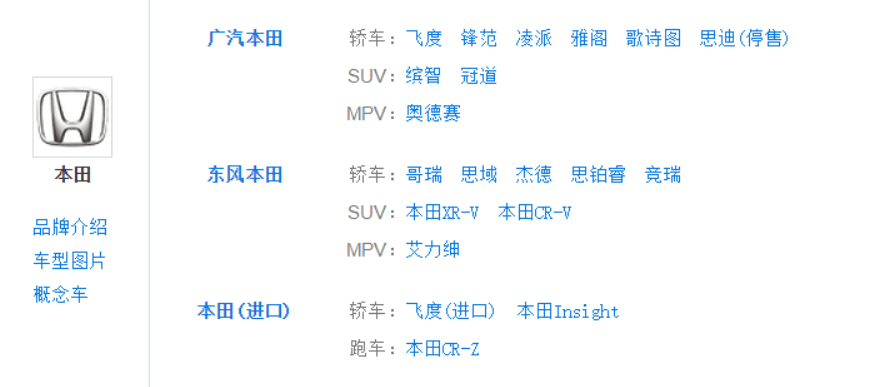 本田
品牌介绍
车型图片
概念车
广汽本田
轿车：飞度 锋范 凌派 雅阁 歌诗图 思迪(停售)
SUV：缤智 冠道
MPV：奥德赛
东风本田
轿车：哥瑞 思域 杰德 思铂睿 竞瑞
SUV：本田XR-V 本田CR-V
MPV：艾力绅
本田(进口)
轿车：飞度(进口) 本田Insight
跑车：本田CR-Z